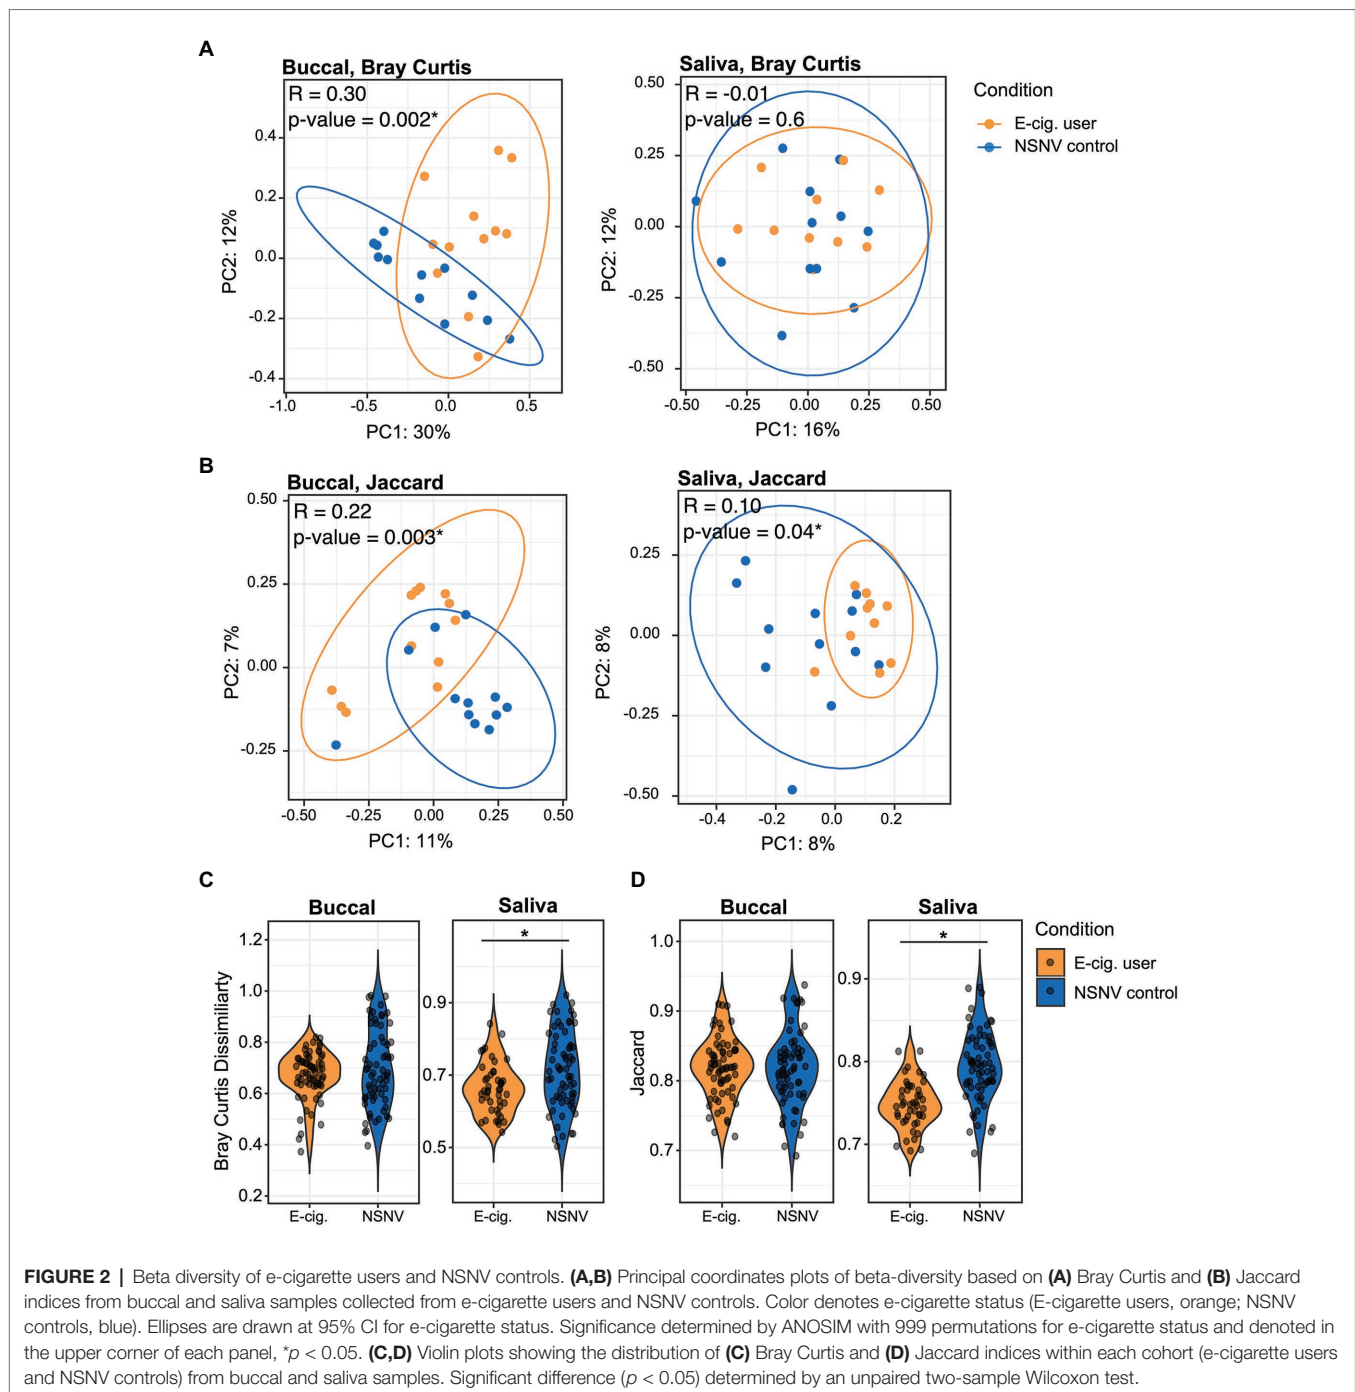 A
Buccal, Bray Curtis
R = 0.30
p-value = 0.002*
0.4
0.2
0.0
-0.2
-0.4
PC2: 12%
-1.0 -0.5 0.0 0.5
PC1: 30%
Saliva, Bray Curtis
R = -0.01
p-value = 0.6
0.50
0.25
0.00
-0.25
-0.50
PC2: 12%
-0.50 -0.25 0.00 0.25 0.50
PC1: 16%
Condition
E-cig. user
NSNV control
B
Buccal, Jaccard
R = 0.22
p-value = 0.003*
0.50
0.25
0.00
-0.25
PC2: 7%
-0.50 -0.25 0.00 0.25 0.50
PC1: 11%
Saliva, Jaccard
R = 0.10
p-value = 0.04*
0.25
0.00
-0.25
-0.50
PC2: 8%
-0.4 -0.2 0.0 0.2
PC1: 8%
C
Buccal
1.2
1.0
0.8
0.6
0.4
0.2
Bray Curtis Dissimiliarty
E-cig. NSNV
Saliva
*
0.9
0.7
0.5
E-cig. NSNV
D
Buccal
1.0
0.9
0.8
0.7
Jaccard
E-cig. NSNV
Saliva
*
0.9
0.8
0.7
E-cig. NSNV
Condition
E-cig. user
NSNV control
FIGURE 2 | Beta diversity of e-cigarette users and NSNV controls. (A,B) Principal coordinates plots of beta-diversity based on (A) Bray Curtis and (B) Jaccard
indices from buccal and saliva samples collected from e-cigarette users and NSNV controls. Color denotes e-cigarette status (E-cigarette users, orange; NSNV
controls, blue). Ellipses are drawn at 95% CI for e-cigarette status. Significance determined by ANOSIM with 999 permutations for e-cigarette status and denoted in
the upper corner of each panel, *p < 0.05. (C,D) Violin plots showing the distribution of (C) Bray Curtis and (D) Jaccard indices within each cohort (e-cigarette users
and NSNV controls) from buccal and saliva samples. Significant difference (p < 0.05) determined by an unpaired two-sample Wilcoxon test.